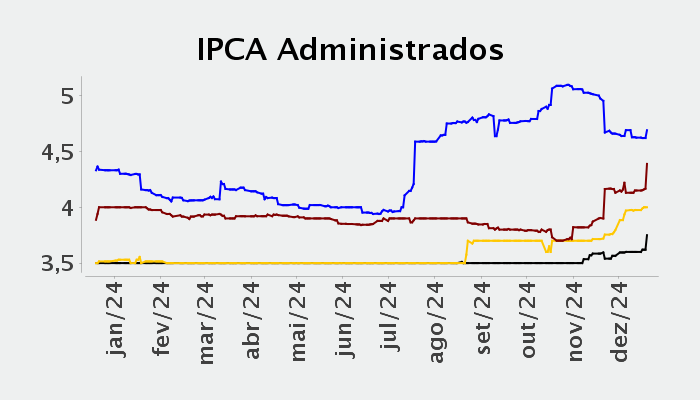 IPCA Administrados
5
4,5
4
3,5
jan/24
fev/24
mar/24
abr/24
mai/24
jun/24
jul/24
ago/24
set/24
out/24
nov/24
dez/24